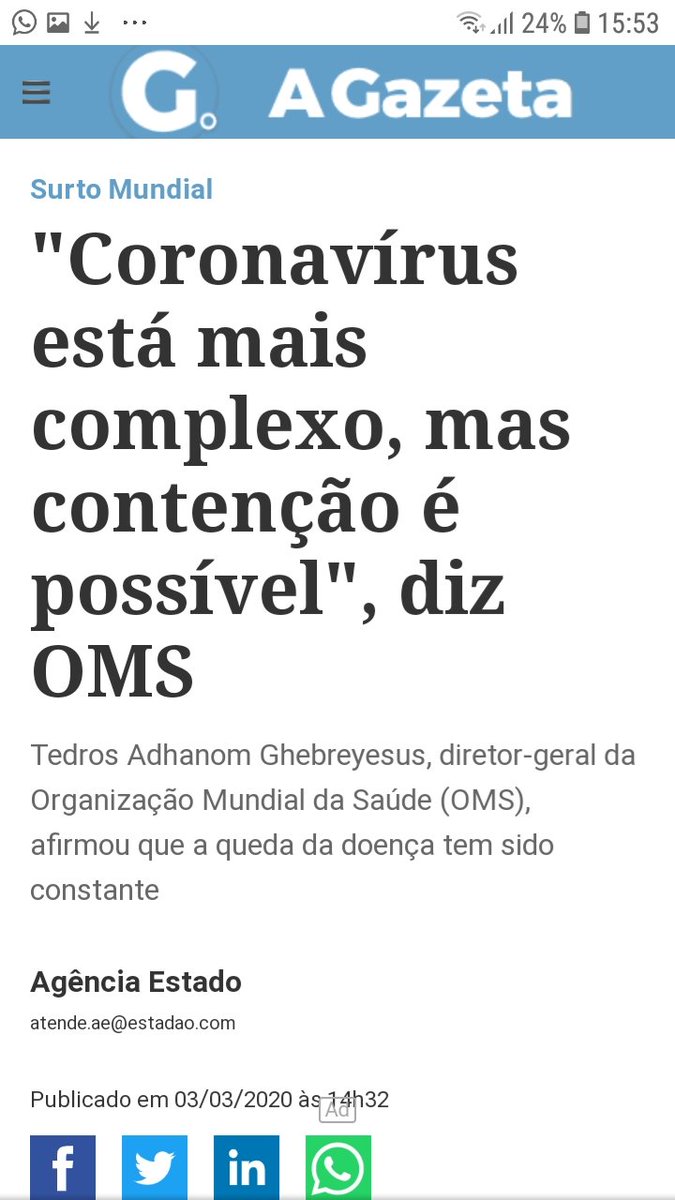 24% 15:53
G. A Gazeta
Surto Mundial
"Coronavírus
está mais
complexo, mas
contenção é
possível", diz
OMS
Tedros Adhanom Ghebreyesus, diretor-geral da
Organização Mundial da Saúde (OMS),
afirmou que a queda da doença tem sido
constante
Agência Estado
atende.ae@estadao.com
Publicado em 03/03/2020 às 14h32
Ad